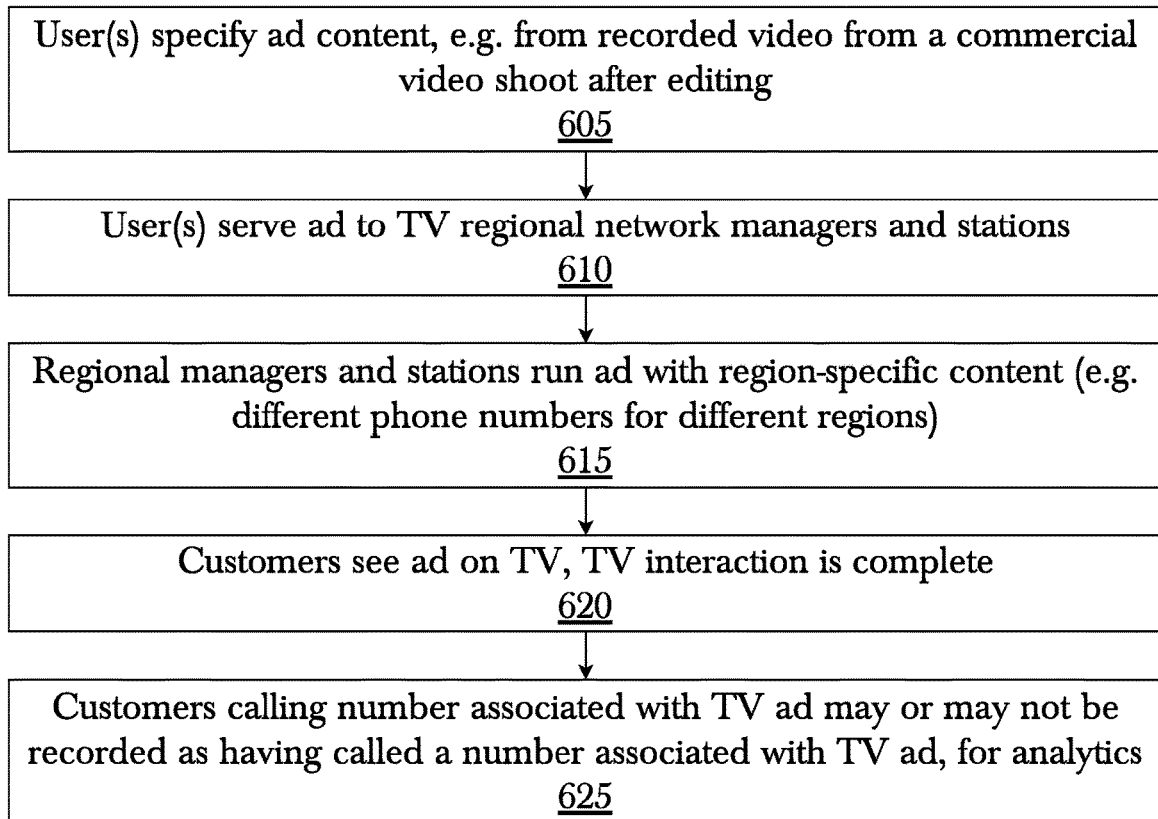 User(s) specify ad content, e.g. from recorded video from a commercial
video shoot after editing
605
User(s) serve ad to TV regional network managers and stations
610
Regional managers and stations run ad with region-specific content (e.g.
different phone numbers for different regions)
615
Customers see ad on TV, TV interaction is complete
620
Customers calling number associated with TV ad may or may not be
recorded as having called a number associated with TV ad, for analytics
625